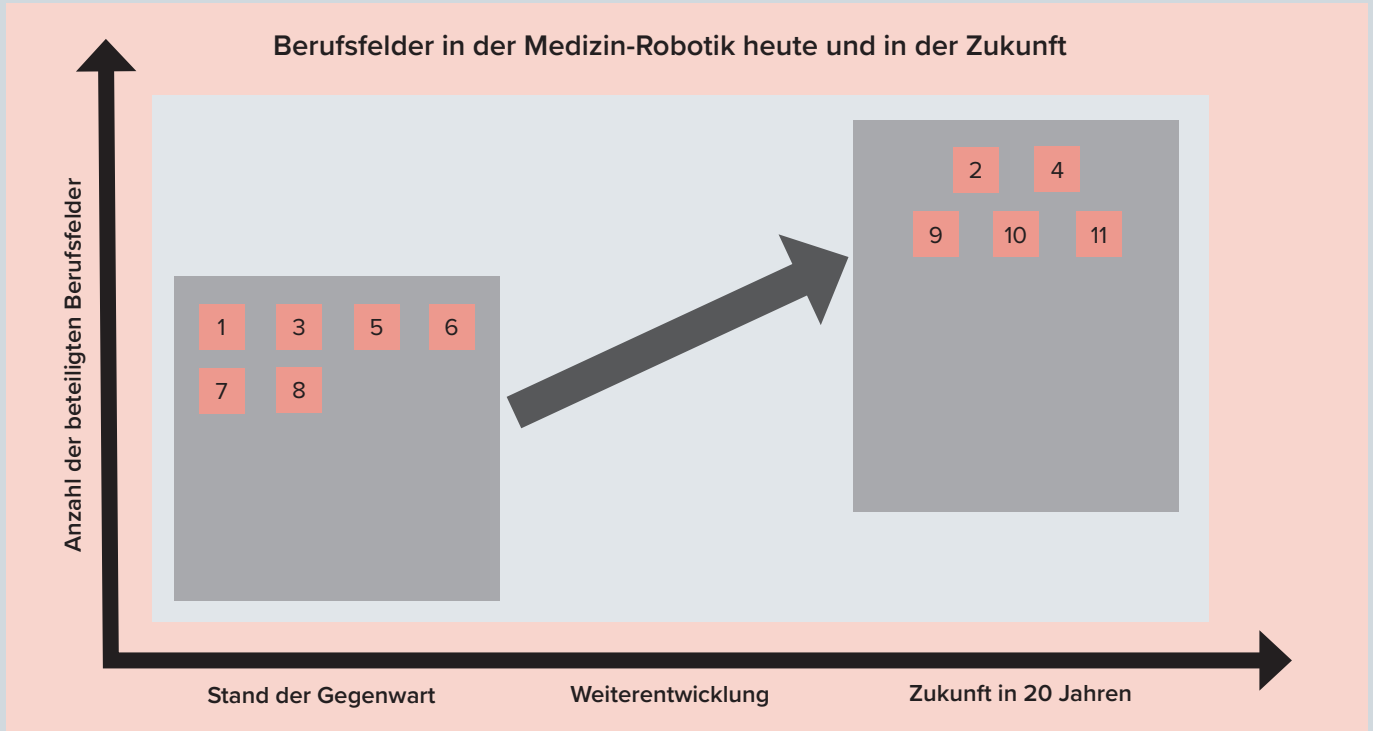 Berufsfelder in der Medizin-Robotik heute und in der Zukunft
Anzahl der beteiligten Berufsfelder
1 3 5 6
7 8
2 4
9 10 11
Stand der Gegenwart
Weiterentwicklung
Zukunft in 20 Jahren